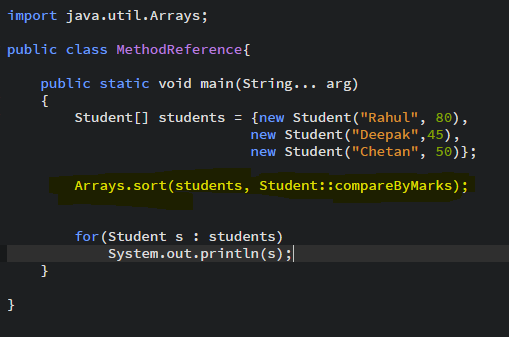 import java.util.Arrays;
public class MethodReference{
public static void main(String... arg)
{
Student[] students = {new Student("Rahul", 80),
new Student("Deepak",45),
new Student("Chetan", 50)};
Arrays.sort(students, Student::compareByMarks);
for(Student s : students)
System.out.println(s);
}
}